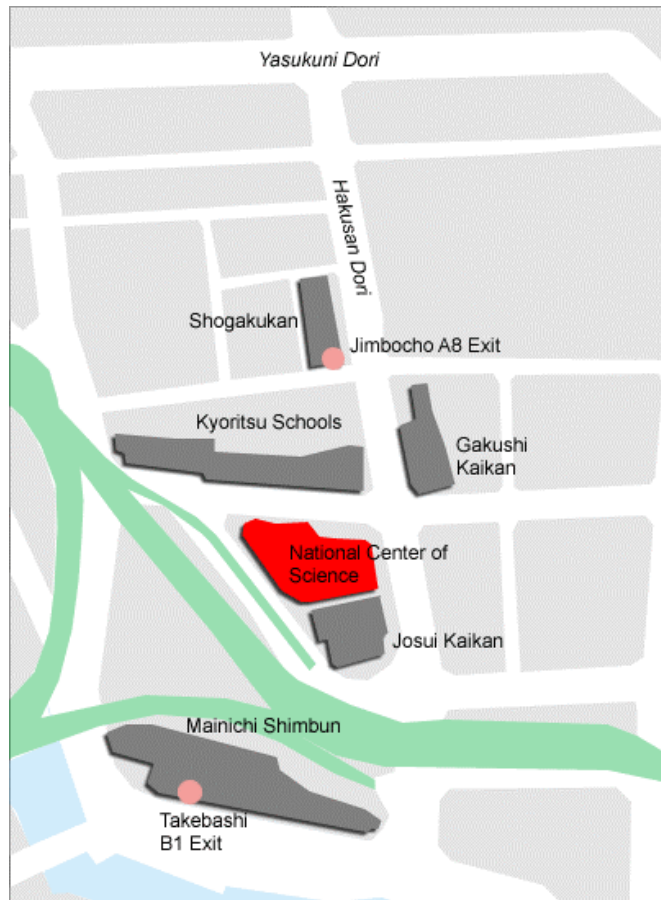 Yasukuni Dori
Hakusan Dori
Shogakukan
Jimbocho A8 Exit
Kyoritsu Schools
Gakushi
Kaikan
National Center of
Science
Josui Kaikan
Mainichi Shimbun
Takebashi
B1 Exit